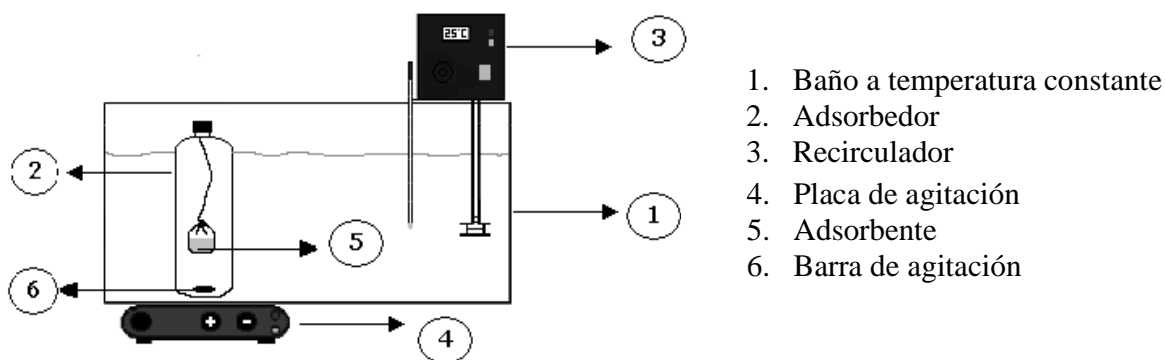 25°C
3
1. Baño a temperatura constante
2. Adsorbedor
3. Recirculador
4. Placa de agitación
5. Adsorbente
6. Barra de agitación
2
1
5
6
4